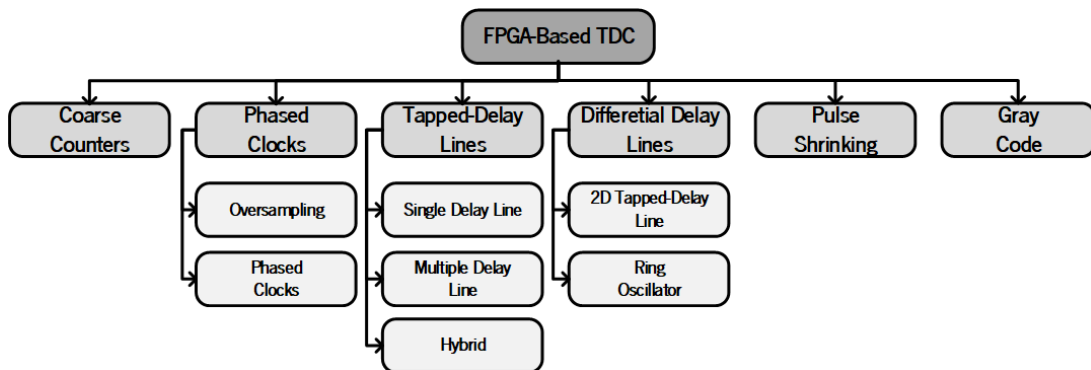 FPGA-Based TDC
Coarse
Counters
Phased
Clocks
Tapped-Delay
Lines
Differetial Delay
Lines
Pulse
Shrinking
Gray
Code
Oversampling
Phased
Clocks
Single Delay Line
Multiple Delay
Line
Hybrid
2D Tapped-Delay
Line
Ring
Oscillator